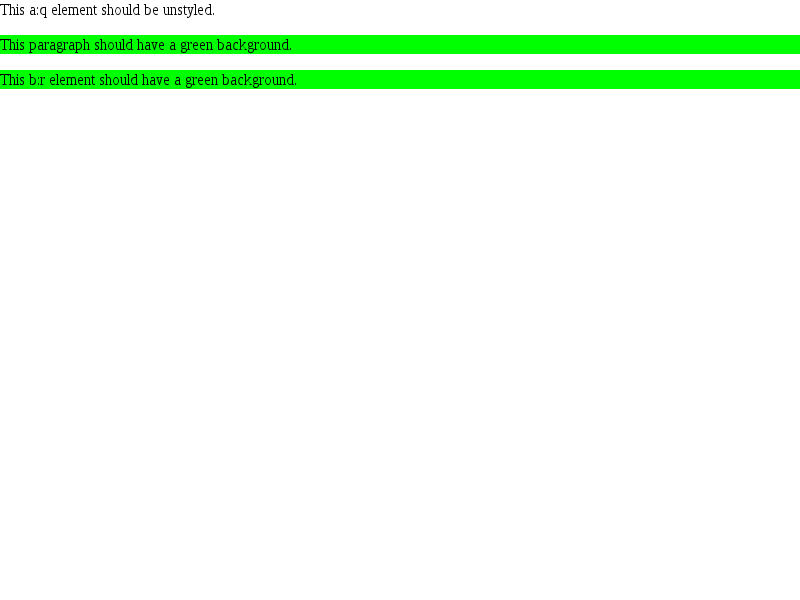 This a:q element should be unstyled.
This paragraph should have a green background.
This b:r element should have a green background.